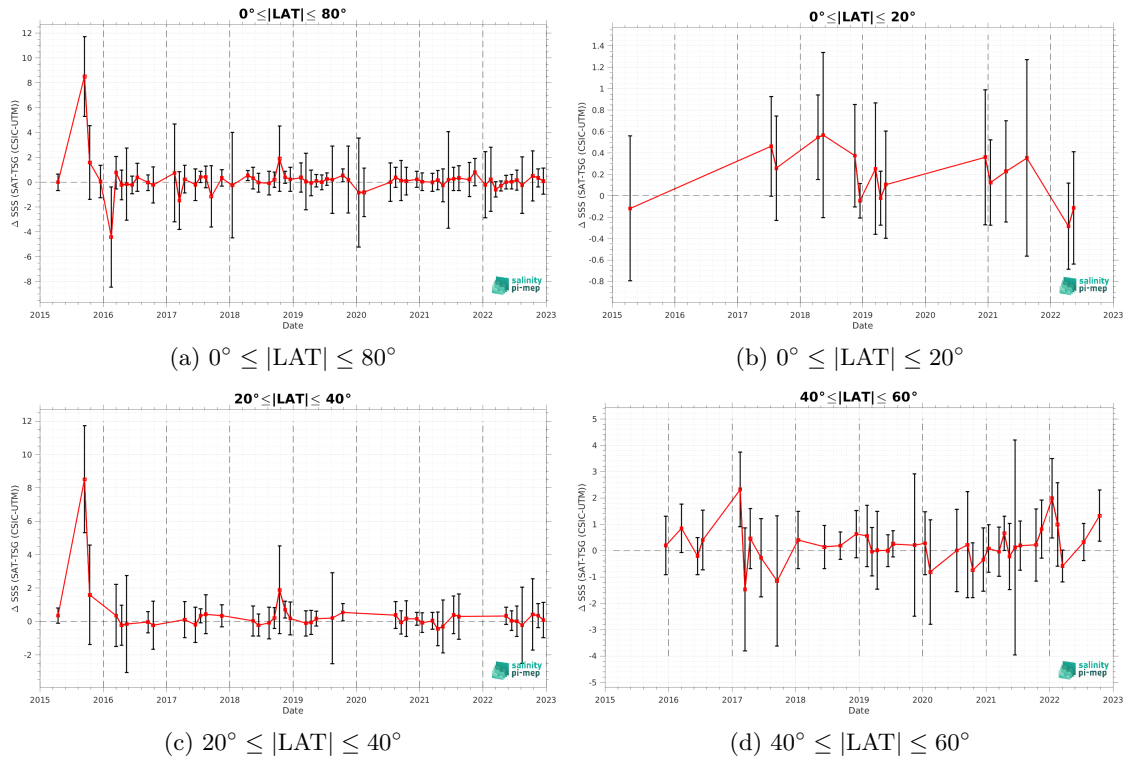 0°≤|LAT|≤ 80°
Δ SSS (SAT-TSG (CSIC-UTM))
12
10
8
6
4
2
0
-2
-4
-6
-8
2015 2016 2017 2018 2019 2020 2021 2022 2023
Date
salinity
pi-mep
(a) 0° ≤ |LAT| ≤ 80°
0°≤|LAT|≤ 20°
Δ SSS (SAT-TSG (CSIC-UTM))
1.4
1.2
1
0.8
0.6
0.4
0.2
0
-0.2
-0.4
-0.6
-0.8
2015 2016 2017 2018 2019 2020 2021 2022 2023
Date
salinity
pi-mep
(b) 0° ≤ |LAT| ≤ 20°
20°≤|LAT|≤ 40°
Δ SSS (SAT-TSG (CSIC-UTM))
12
10
8
6
4
2
0
-2
2015 2016 2017 2018 2019 2020 2021 2022 2023
Date
salinity
pi-mep
(c) 20° ≤ |LAT| ≤ 40°
40°≤|LAT|≤ 60°
Δ SSS (SAT-TSG (CSIC-UTM))
5
4
3
2
1
0
-1
-2
-3
-4
-5
2015 2016 2017 2018 2019 2020 2021 2022 2023
Date
salinity
pi-mep
(d) 40° ≤ |LAT| ≤ 60°